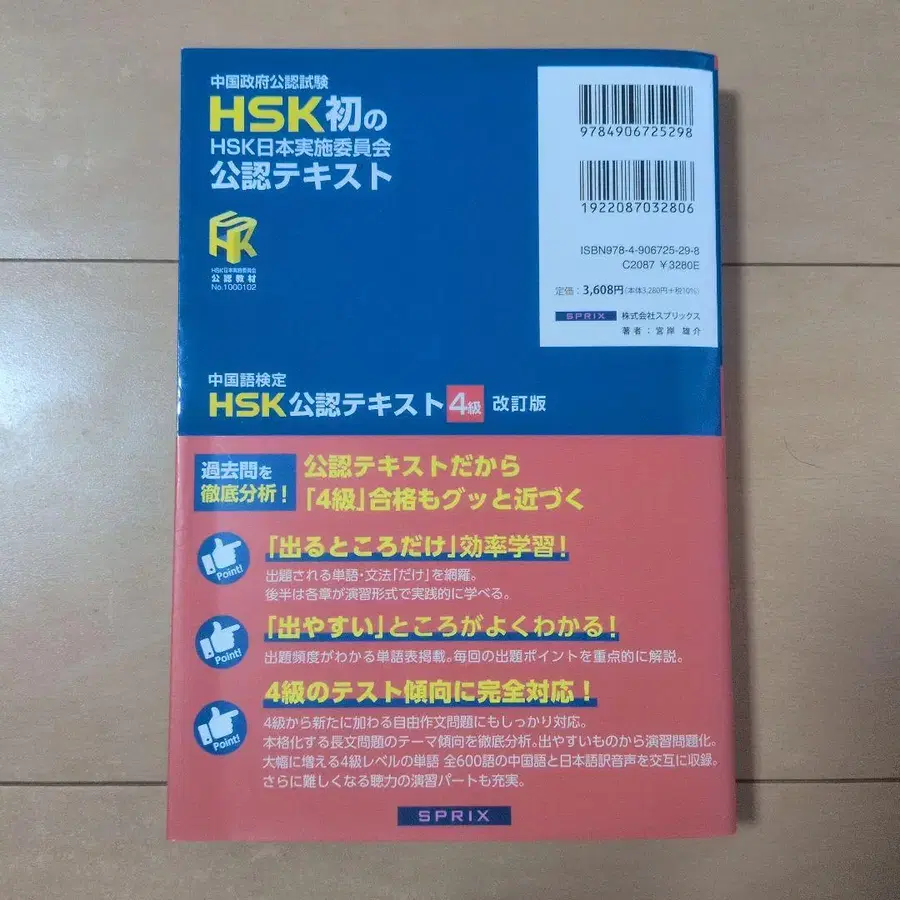 中国政府公認試験
HSK初の
HSK日本実施委員会
公認テキスト
HK
HSK日本実施委員会
公認教材
No.1000102
9784906725298
1922087032806
ISBN978-4-906725-29-8
C2087 ¥3280E
定価:3,608円(本体3,280円+税10%)
SPRIX 株式会社スプリックス
著者:宮岸 雄介
中国語検定
HSK公認テキスト4級 改訂版
過去問を
徹底分析!
公認テキストだから
「4級」合格もグッと近づく
Point!
「出るところだけ」効率学習!
出題される単語・文法「だけ」を網羅。
後半は各章が演習形式で実践的に学べる。
Point!
「出やすい」ところがよくわかる!
出題頻度がわかる単語表掲載。毎回の出題ポイントを重点的に解説。
Point!
4級のテスト傾向に完全対応!
4級から新たに加わる自由作文問題にもしっかり対応。
本格化する長文問題のテーマ傾向を徹底分析。出やすいものから演習問題化。
大幅に増える4級レベルの単語 全600語の中国語と日本語訳音声を交互に収録。
さらに難しくなる聴力の演習パートも充実。
SPRIX